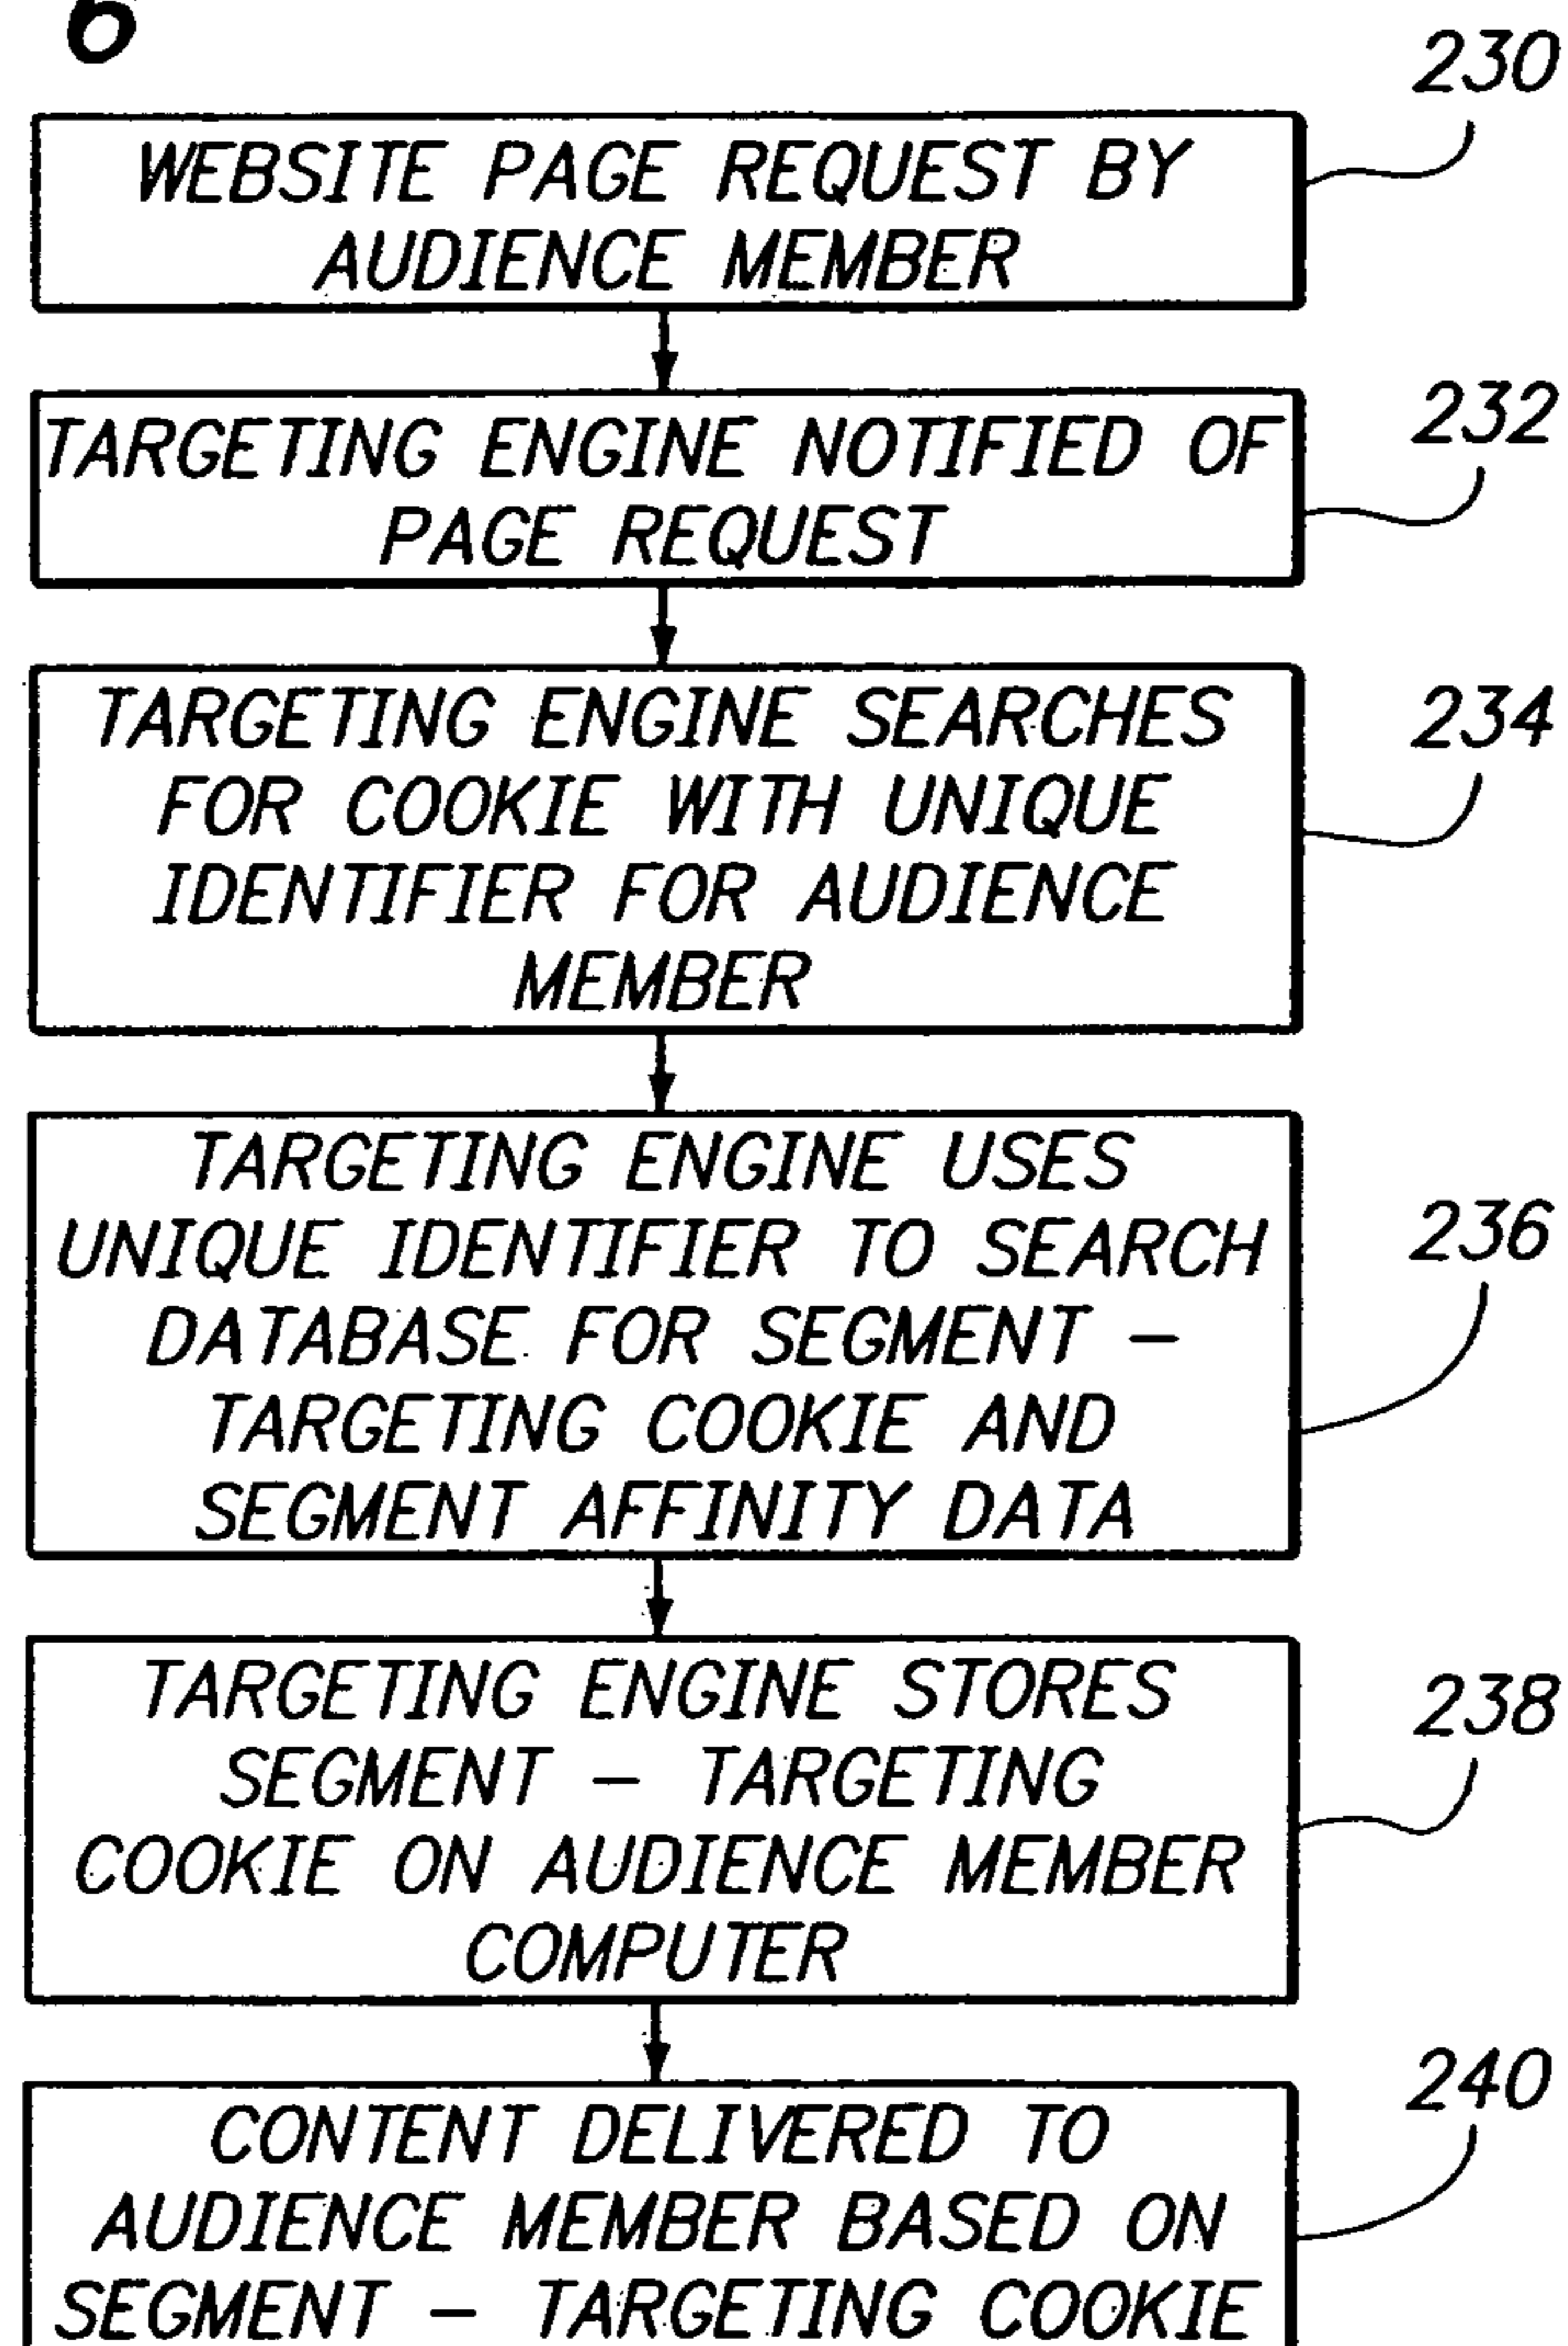 6
230
WEBSITE PAGE REQUEST BY
AUDIENCE MEMBER
232
TARGETING ENGINE NOTIFIED OF
PAGE REQUEST
234
TARGETING ENGINE SEARCHES
FOR COOKIE WITH UNIQUE
IDENTIFIER FOR AUDIENCE
MEMBER
236
TARGETING ENGINE USES
UNIQUE IDENTIFIER TO SEARCH
DATABASE FOR SEGMENT –
TARGETING COOKIE AND
SEGMENT AFFINITY DATA
238
TARGETING ENGINE STORES
SEGMENT – TARGETING
COOKIE ON AUDIENCE MEMBER
COMPUTER
240
CONTENT DELIVERED TO
AUDIENCE MEMBER BASED ON
SEGMENT – TARGETING COOKIE